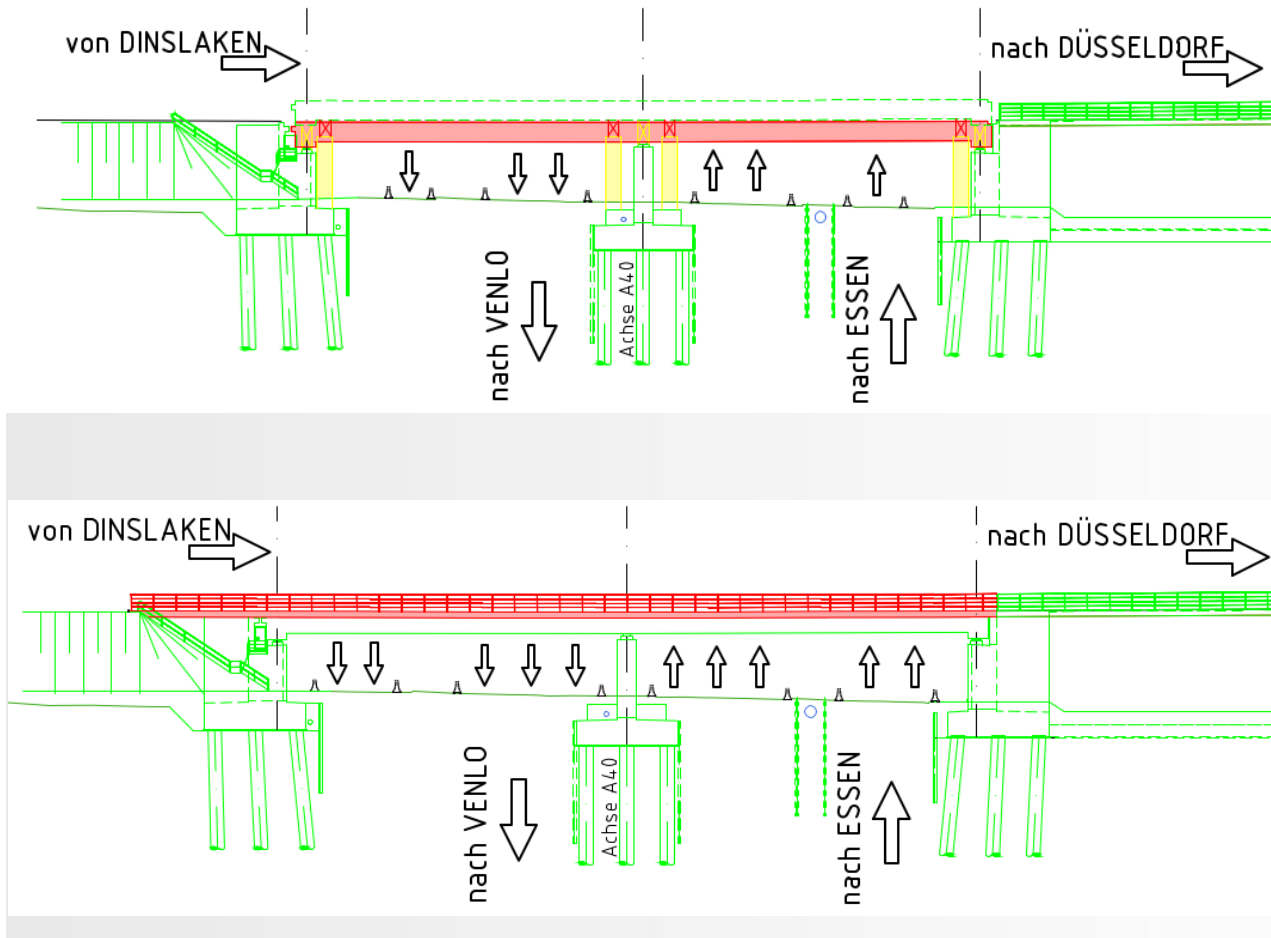 von DINSLAKEN
nach DÜSSELDORF
nach VENLO
Achse A40
nach ESSEN
von DINSLAKEN
nach DÜSSELDORF
nach VENLO
Achse A40
nach ESSEN